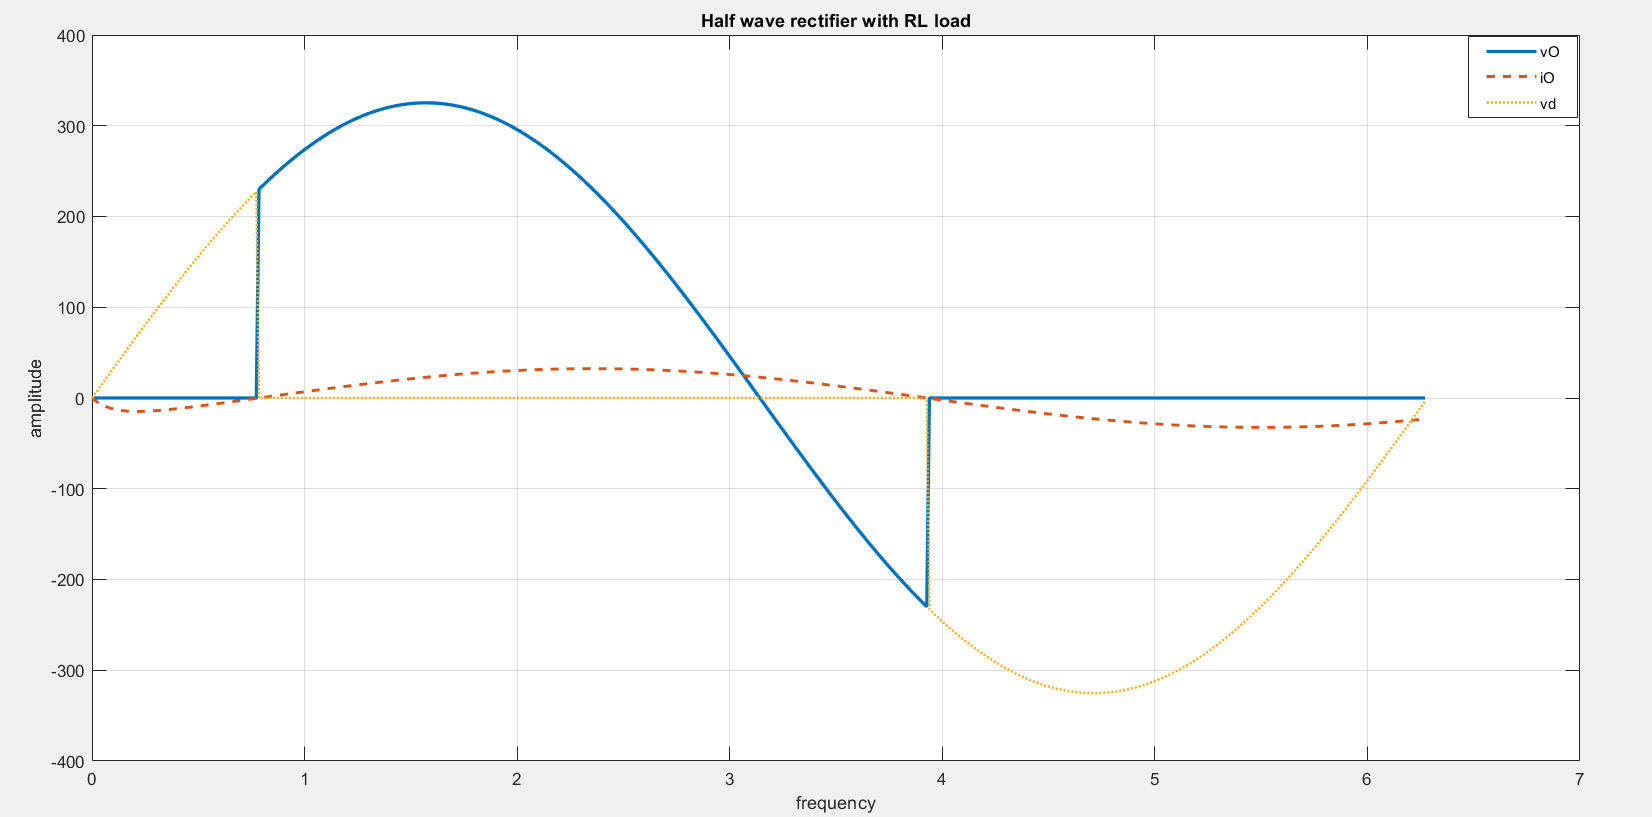 Half wave rectifier with RL load
400
300
200
100
0
-100
-200
-300
-400
amplitude
0 1 2 3 4 5 6 7
frequency
vO
iO
vd